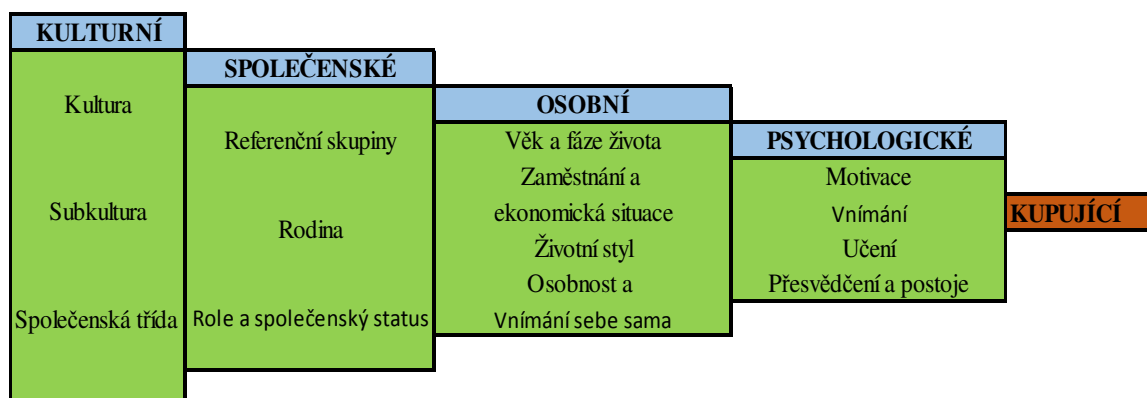 KULTURNÍ
Kultura
Subkultura
Společenská třída
SPOLEČENSKÉ
Referenční skupiny
Rodina
Role a společenský status
OSOBNÍ
Věk a fáze života
Zaměstnání a
ekonomická situace
Životní styl
Osobnost a
Vnímání sebe sama
PSYCHOLOGICKÉ
Motivace
Vnímání
Učení
Přesvědčení a postoje
KUPUJÍCÍ